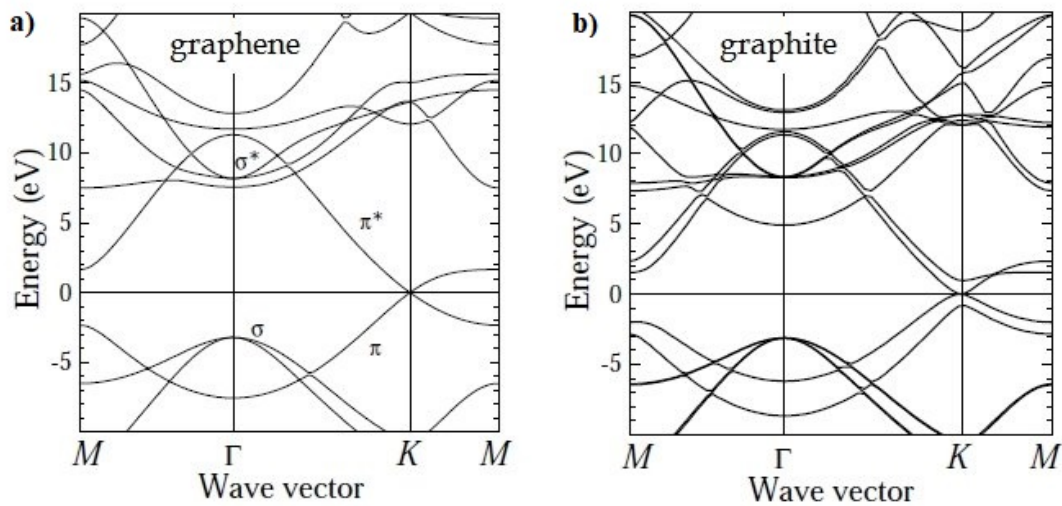 a)
graphene
15
10
5
0
-5
Energy (eV)
σ*
π*
σ
π
M Γ K M
Wave vector
b)
graphite
15
10
5
0
-5
Energy (eV)
M Γ K M
Wave vector